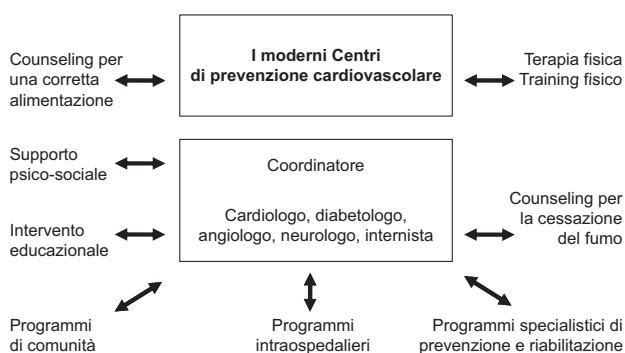 Counseling per
una corretta
alimentazione
I moderni Centri
di prevenzione cardiovascolare
Terapia fisica
Training fisico
Supporto
psico-sociale
Coordinatore
Cardiologo, diabetologo,
angiologo, neurologo, internista
Intervento
educazionale
Counseling per
la cessazione
del fumo
Programmi
di comunità
Programmi
intraospedalieri
Programmi specialistici di
prevenzione e riabilitazione